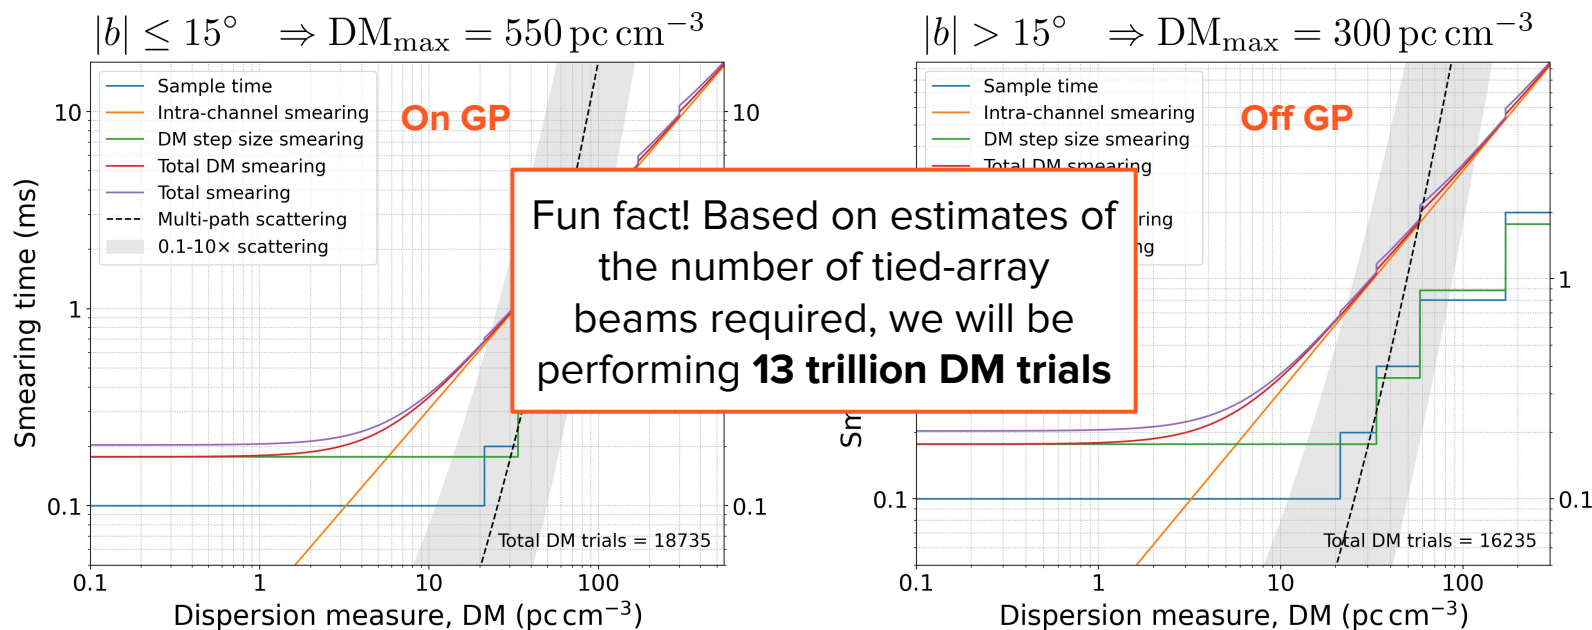 |b| ≤ 15° ⇒ DM_max = 550 pc cm⁻³
On GP
Sample time
Intra-channel smearing
DM step size smearing
Total DM smearing
Total smearing
Multi-path scattering
0.1-10× scattering
Smearing time (ms)
10
1
0.1
10
0.1
Total DM trials = 18735
0.1
1
10
100
Dispersion measure, DM (pc cm⁻³)
Fun fact! Based on estimates of
the number of tied-array
beams required, we will be
performing 13 trillion DM trials
|b| > 15° ⇒ DM_max = 300 pc cm⁻³
Off GP
Sample time
Intra-channel smearing
DM step size smearing
Total DM smearing
0.1
1
0.1
Total DM trials = 16235
0.1
1
10
100
Dispersion measure, DM (pc cm⁻³)